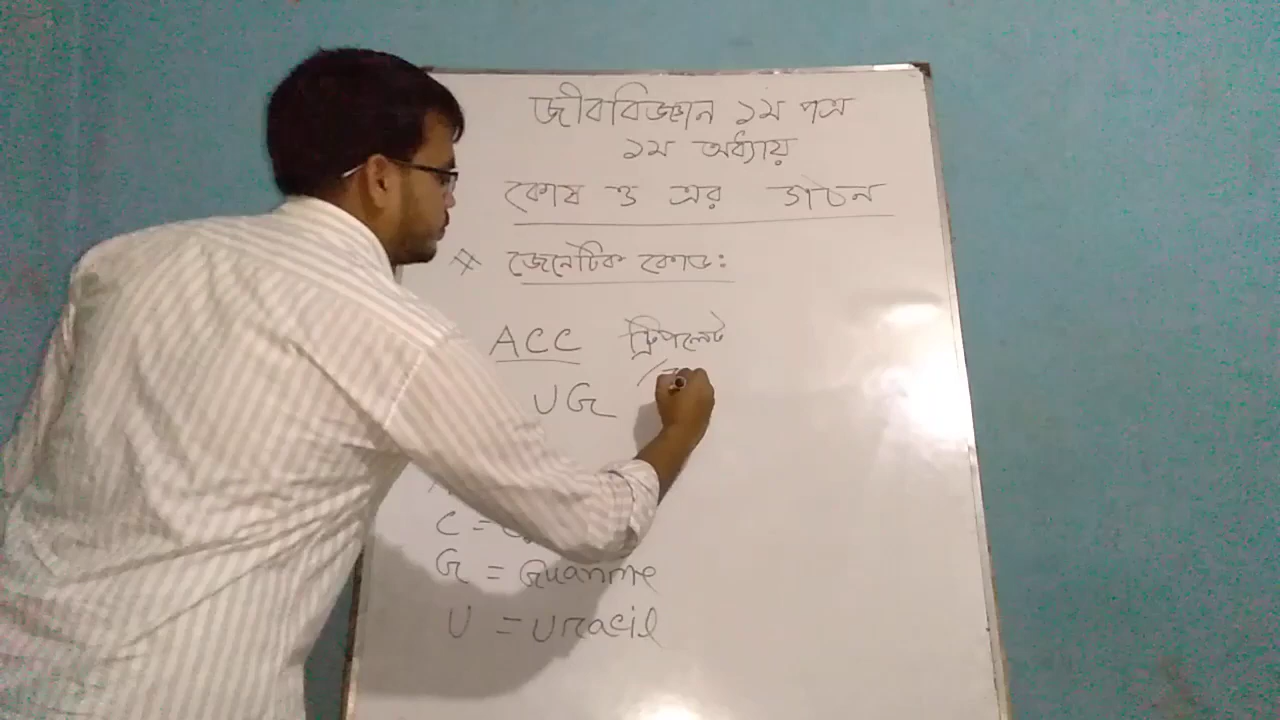 জীববিজ্ঞান ১ম পত্র
১ম অধ্যায়
কোষ ও এর গঠন
# জেনেটিক কোড:
ACC ট্রিপলেট
UG
C =
G = Guanine
U = Uracil